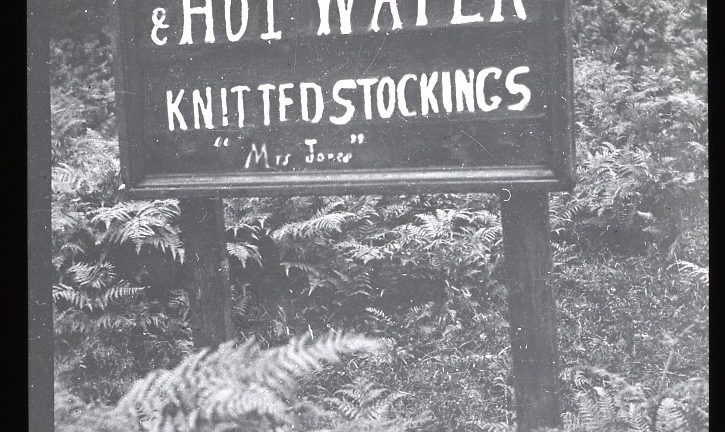 & HOT WATER
KNITTED STOCKINGS
"Mrs Jones"